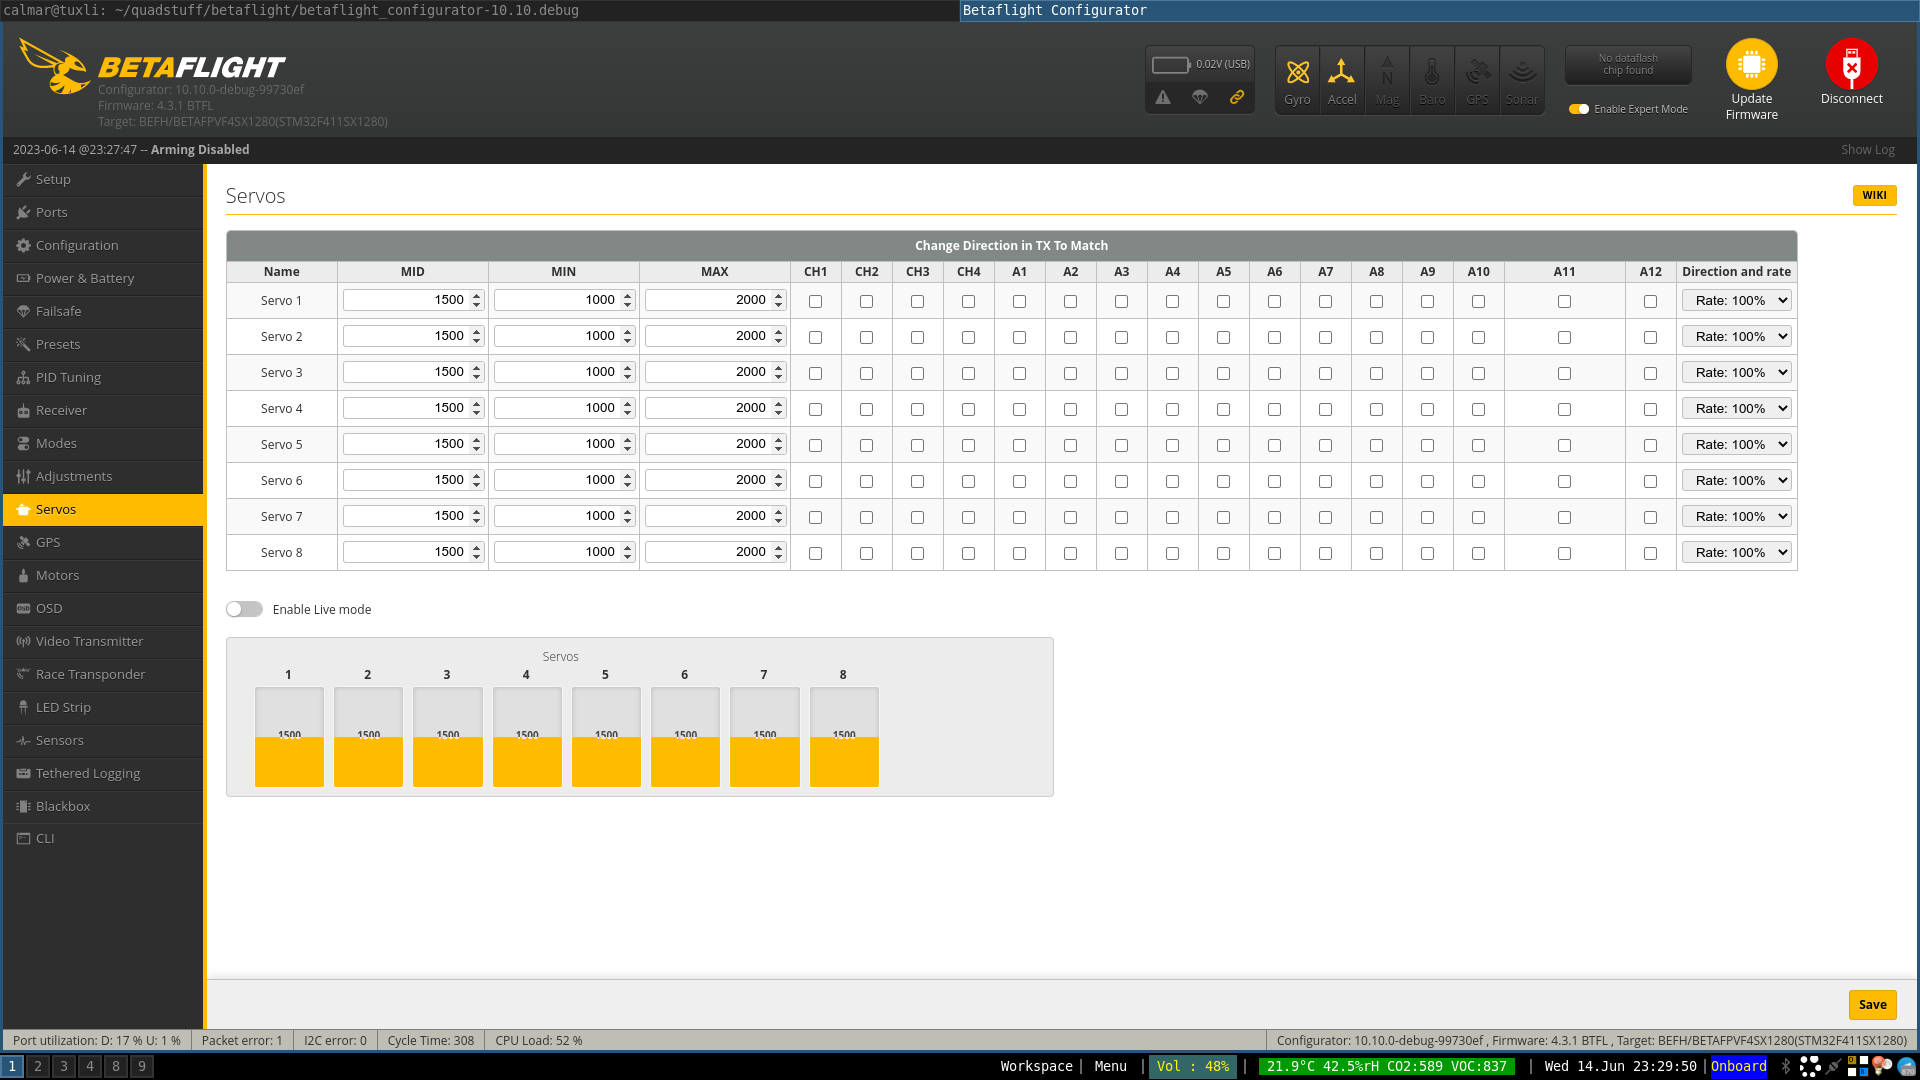 calmar@tuxli: ~/quadstuff/betaflight/betaflight_configurator-10.10.debug
Betaflight Configurator
BETAFLIGHT
Configurator: 10.10.0-debug-99730ef
Firmware: 4.3.1 BTFL
Target: BEFH/BETAFPVF4SX1280(STM32F411SX1280)
0.02V (USB)
Gyro Accel Mag Baro GPS Sonar
No dataflash
chip found
Enable Expert Mode
Update
Firmware
Disconnect
2023-06-14 @23:27:47 -- Arming Disabled
Show Log
Setup
Ports
Configuration
Power & Battery
Failsafe
Presets
PID Tuning
Receiver
Modes
Adjustments
Servos
GPS
Motors
OSD
Video Transmitter
Race Transponder
LED Strip
Sensors
Tethered Logging
Blackbox
CLI
Servos
WIKI
Change Direction in TX To Match
Name MID MIN MAX CH1 CH2 CH3 CH4 A1 A2 A3 A4 A5 A6 A7 A8 A9 A10 A11 A12 Direction and rate
Servo 1 1500 1000 2000 Rate: 100%
Servo 2 1500 1000 2000 Rate: 100%
Servo 3 1500 1000 2000 Rate: 100%
Servo 4 1500 1000 2000 Rate: 100%
Servo 5 1500 1000 2000 Rate: 100%
Servo 6 1500 1000 2000 Rate: 100%
Servo 7 1500 1000 2000 Rate: 100%
Servo 8 1500 1000 2000 Rate: 100%
Enable Live mode
Servos
1 2 3 4 5 6 7 8
1500 1500 1500 1500 1500 1500 1500 1500
Save
Port utilization: D: 17 % U: 1 % Packet error: 1 I2C error: 0 Cycle Time: 308 CPU Load: 52 %
Configurator: 10.10.0-debug-99730ef , Firmware: 4.3.1 BTFL , Target: BEFH/BETAFPVF4SX1280(STM32F411SX1280)
1 2 3 4 8 9
Workspace| Menu | Vol : 48% | 21.9°C 42.5%rH CO2:589 VOC:837 | Wed 14.Jun 23:29:50 |Onboard